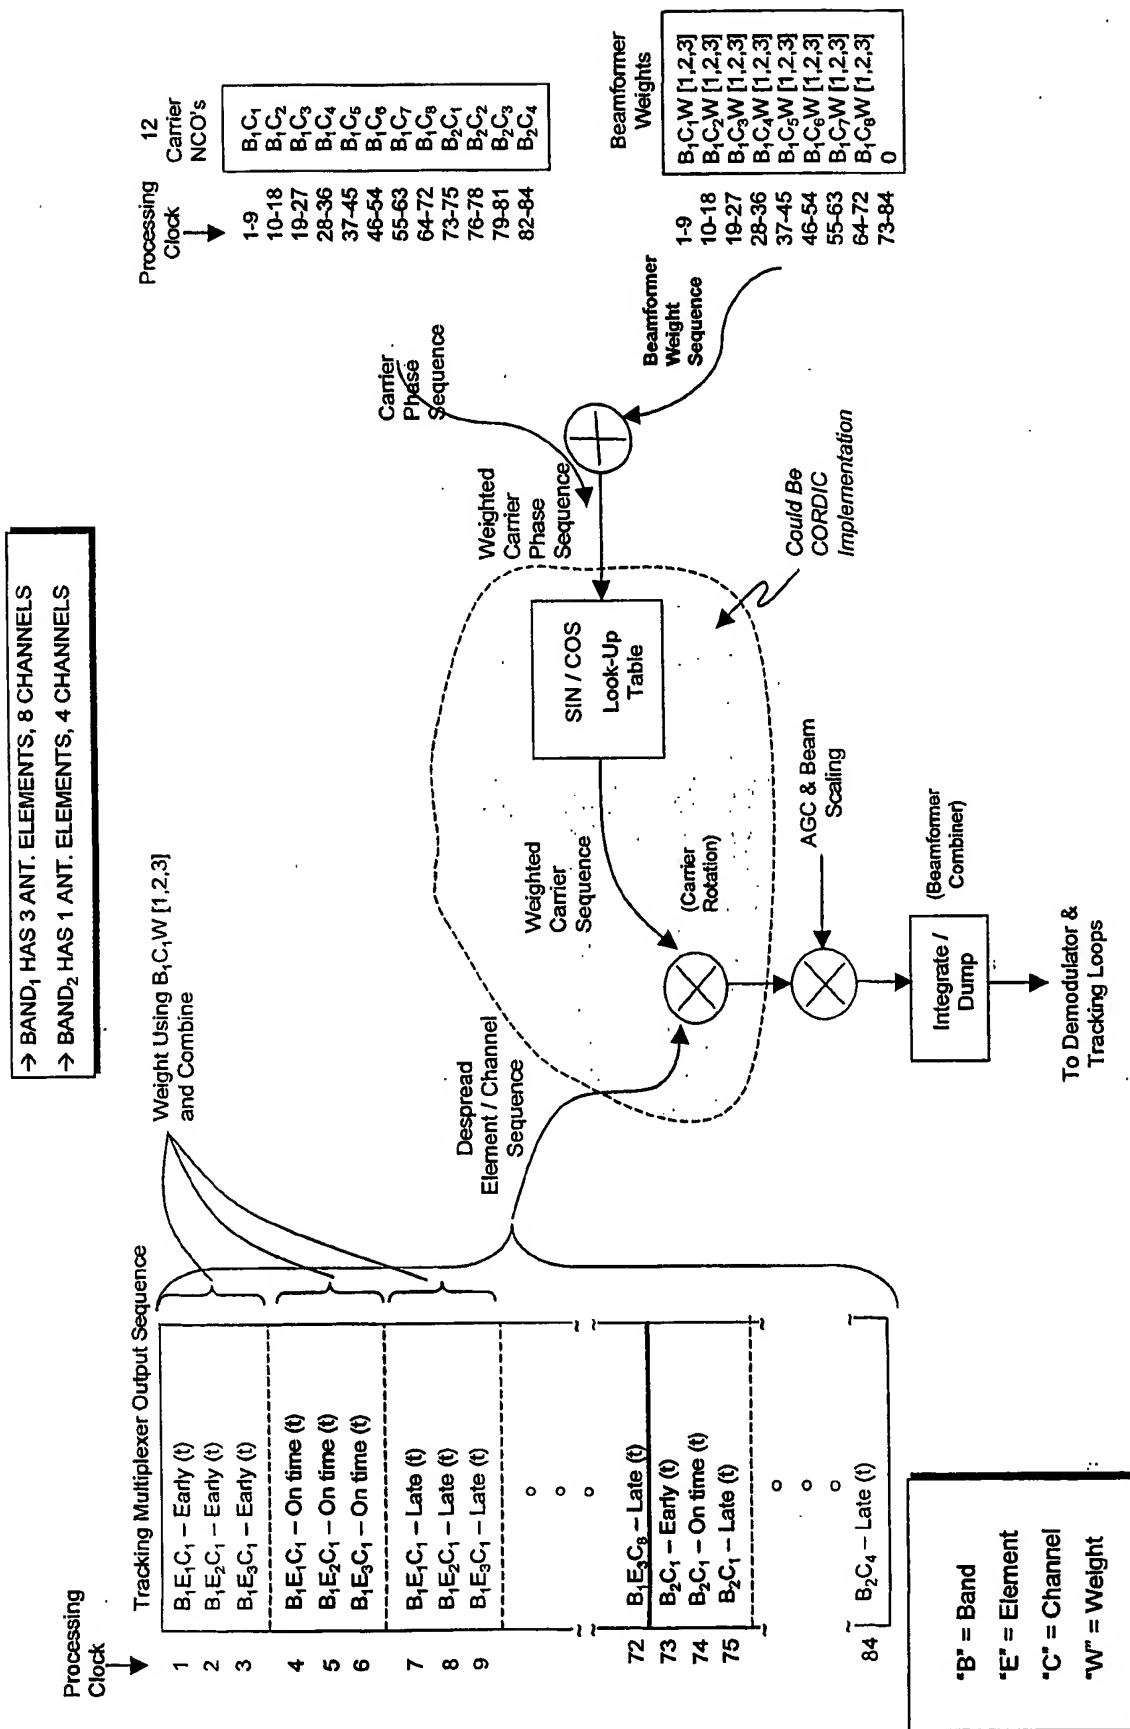 → BAND₁ HAS 3 ANT. ELEMENTS, 8 CHANNELS
→ BAND₂ HAS 1 ANT. ELEMENTS, 4 CHANNELS
Processing
Clock
Tracking Multiplexer Output Sequence
1 B₁E₁C₁ – Early (t)
2 B₁E₂C₁ – Early (t)
3 B₁E₃C₁ – Early (t)
4 B₁E₁C₁ – On time (t)
5 B₁E₂C₁ – On time (t)
6 B₁E₃C₁ – On time (t)
7 B₁E₁C₁ – Late (t)
8 B₁E₂C₁ – Late (t)
9 B₁E₃C₁ – Late (t)
72 B₁E₃C₈ – Late (t)
73 B₂C₁ – Early (t)
74 B₂C₁ – On time (t)
75 B₂C₁ – Late (t)
84 B₂C₄ – Late (t)
Weight Using B₁C₁W [1,2,3]
and Combine
Despread
Element / Channel
Sequence
Weighted
Carrier
Sequence
(Carrier
Rotation)
SIN / COS
Look-Up
Table
Weighted
Carrier
Phase
Sequence
Carrier
Phase
Sequence
Beamformer
Weight
Sequence
Could Be
CORDIC
Implementation
AGC & Beam
Scaling
(Beamformer
Combiner)
Integrate /
Dump
To Demodulator &
Tracking Loops
Processing
Clock
12
Carrier
NCO's
1-9 B₁C₁
10-18 B₁C₂
19-27 B₁C₃
28-36 B₁C₄
37-45 B₁C₅
46-54 B₁C₆
55-63 B₁C₇
64-72 B₁C₈
73-75 B₂C₁
76-78 B₂C₂
79-81 B₂C₃
82-84 B₂C₄
Beamformer
Weights
1-9 B₁C₁W [1,2,3]
10-18 B₁C₂W [1,2,3]
19-27 B₁C₃W [1,2,3]
28-36 B₁C₄W [1,2,3]
37-45 B₁C₅W [1,2,3]
46-54 B₁C₆W [1,2,3]
55-63 B₁C₇W [1,2,3]
64-72 B₁C₈W [1,2,3]
73-84 0
"B" = Band
"E" = Element
"C" = Channel
"W" = Weight